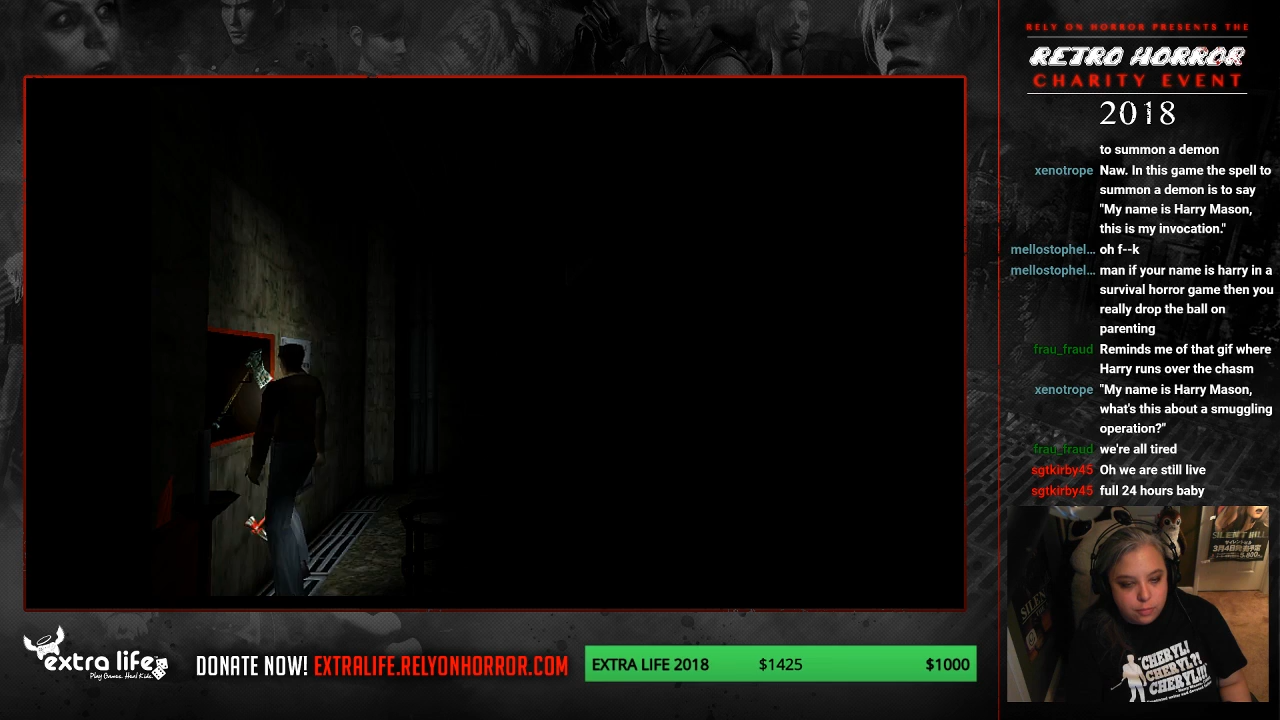 RELY ON HORROR PRESENTS THE
RETRO HORROR
CHARITY EVENT
2018
to summon a demon
xenotrope Naw. In this game the spell to
summon a demon is to say
"My name is Harry Mason,
this is my invocation."
mellostophel... oh f--k
mellostophel... man if your name is harry in a
survival horror game then you
really drop the ball on
parenting
frau_fraud Reminds me of that gif where
Harry runs over the chasm
xenotrope "My name is Harry Mason,
what's this about a smuggling
operation?"
frau_fraud we're all tired
sgtkirby45 Oh we are still live
sgtkirby45 full 24 hours baby
SILENT HILL
CHERYL!
CHERYL?!
CHERYL!!!
extra life
Play Games. Heal Kids.
DONATE NOW! EXTRALIFE.RELYONHORROR.COM
EXTRA LIFE 2018 $1425 $1000